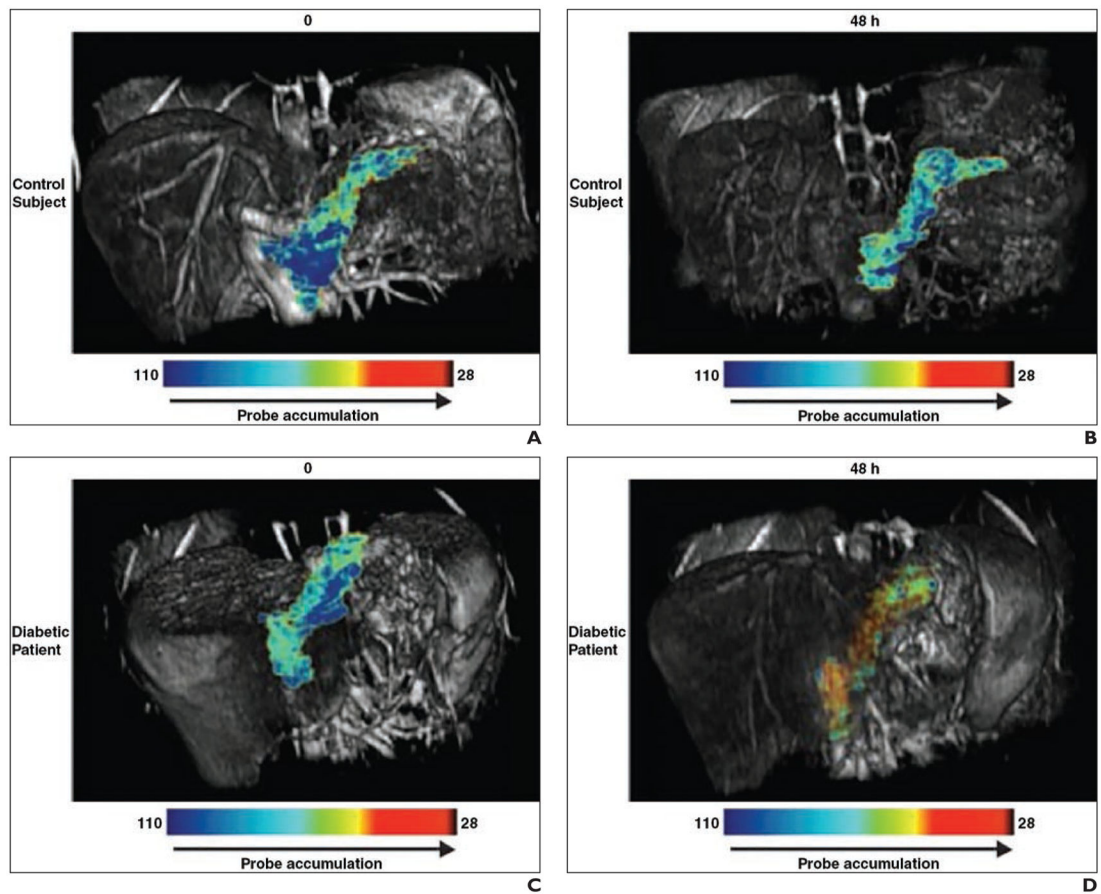 0
Control
Subject
110
28
Probe accumulation
A
48 h
Control
Subject
110
28
Probe accumulation
B
0
Diabetic
Patient
110
28
Probe accumulation
C
48 h
Diabetic
Patient
110
28
Probe accumulation
D